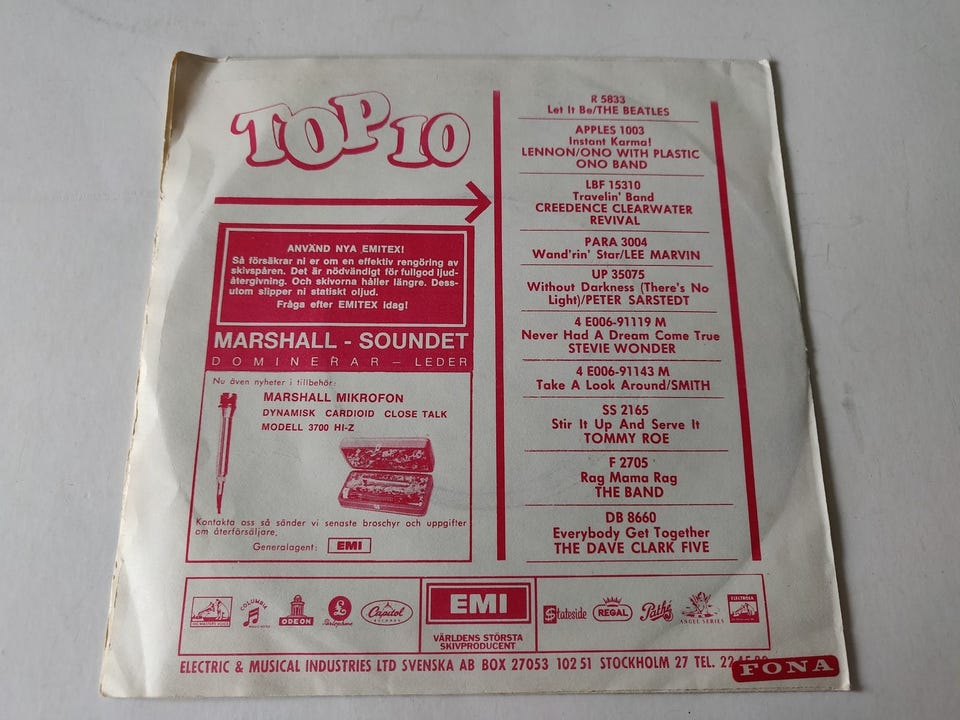 TOP 10
ANVÄND NYA EMITEX!
Så försäkrar ni er om en effektiv rengöring av
skivspåren. Det är nödvändigt för fullgod ljud-
återgivning. Och skivorna håller längre. Dess-
utom slipper ni statiskt oljud.
Fråga efter EMITEX idag!
MARSHALL - SOUNDET
DOMINERAR - LEDER
Nu även nyheter i tillbehör:
MARSHALL MIKROFON
DYNAMISK CARDIOID CLOSE TALK
MODELL 3700 HI-Z
Kontakta oss så sänder vi senaste broschyr och uppgifter
om återförsäljare,
Generalagent: EMI
R 5833
Let It Be/THE BEATLES
APPLES 1003
Instant Karma!
LENNON/ONO WITH PLASTIC
ONO BAND
LBF 15310
Travelin' Band
CREEDENCE CLEARWATER
REVIVAL
PARA 3004
Wand'rin' Star/LEE MARVIN
UP 35075
Without Darkness (There's No
Light)/PETER SARSTEDT
4 E006-91119 M
Never Had A Dream Come True
STEVIE WONDER
4 E006-91143 M
Take A Look Around/SMITH
SS 2165
Stir It Up And Serve It
TOMMY ROE
F 2705
Rag Mama Rag
THE BAND
DB 8660
Everybody Get Together
THE DAVE CLARK FIVE
HIS MASTER'S VOICE
COLUMBIA
ODEON
Parlophone
Capitol
RECORDS
EMI
VÄRLDENS STÖRSTA
SKIVPRODUCENT
Stateside
REGAL
Pathé
ANGEL SERIES
ELECTROLA
ELECTRIC & MUSICAL INDUSTRIES LTD SVENSKA AB BOX 27053 102 51 STOCKHOLM 27 TEL. 22
FONA